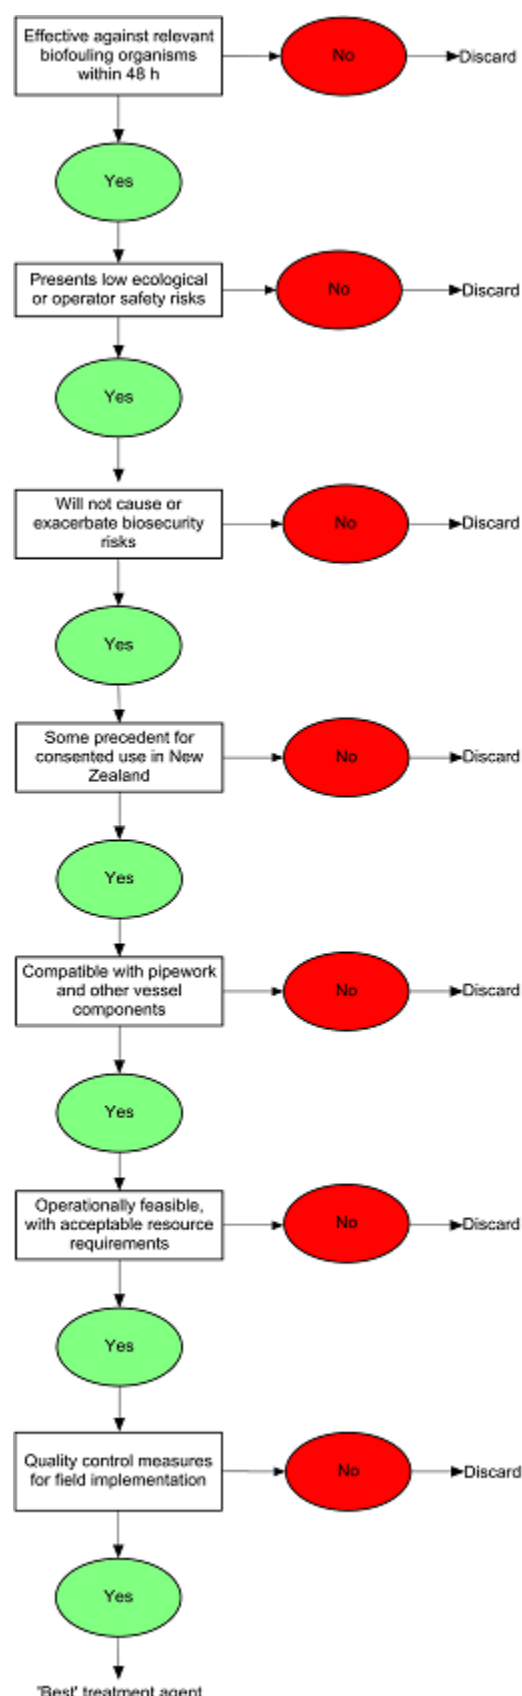 Effective against relevant
biofouling organisms
within 48 h
No
Discard
Yes
Presents low ecological
or operator safety risks
No
Discard
Yes
Will not cause or
exacerbate biosecurity
risks
No
Discard
Yes
Some precedent for
consented use in New
Zealand
No
Discard
Yes
Compatible with pipework
and other vessel
components
No
Discard
Yes
Operationally feasible,
with acceptable resource
requirements
No
Discard
Yes
Quality control measures
for field implementation
No
Discard
Yes
'Best' treatment agent